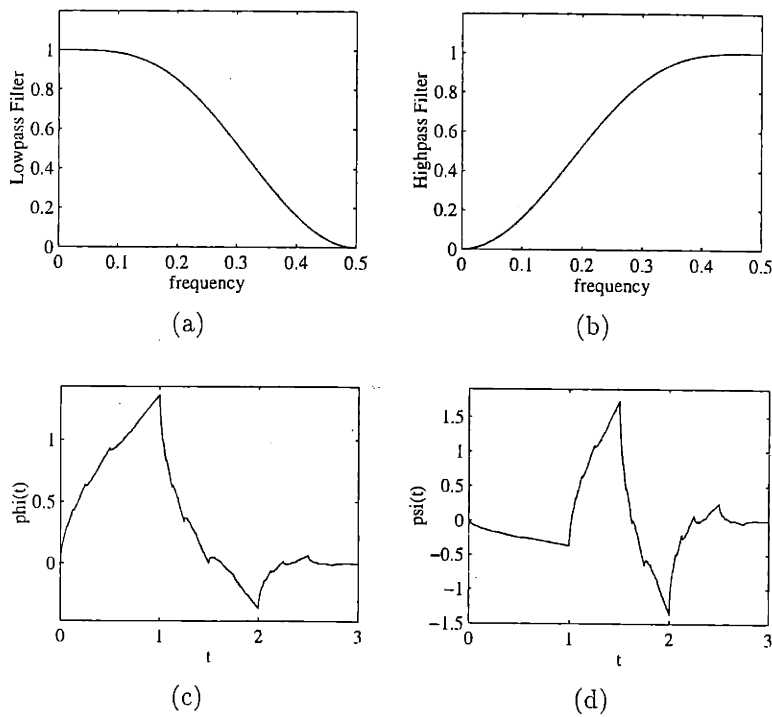 Lowpass Filter
1
0.8
0.6
0.4
0.2
0
0 0.1 0.2 0.3 0.4 0.5
frequency
(a)
Highpass Filter
1
0.8
0.6
0.4
0.2
0
0 0.1 0.2 0.3 0.4 0.5
frequency
(b)
phi(t)
1
0.5
0
0 1 2 3
t
(c)
psi(t)
1.5
1
0.5
0
−0.5
−1
−1.5
0 1 2 3
t
(d)